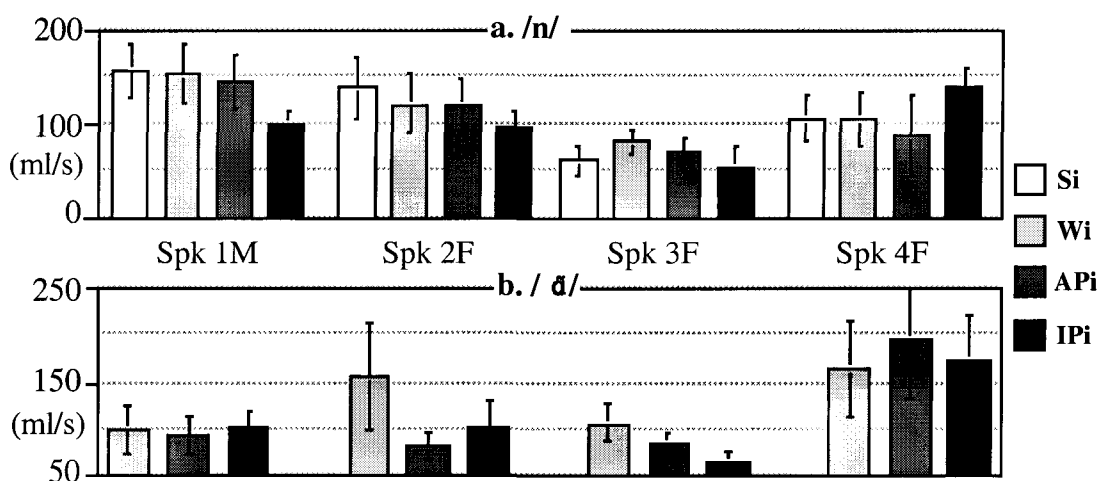 a. /n/
200
100
(ml/s)
0
Spk 1M Spk 2F Spk 3F Spk 4F
b. / ɑ̃/
250
150
(ml/s)
50
Si
Wi
APi
IPi